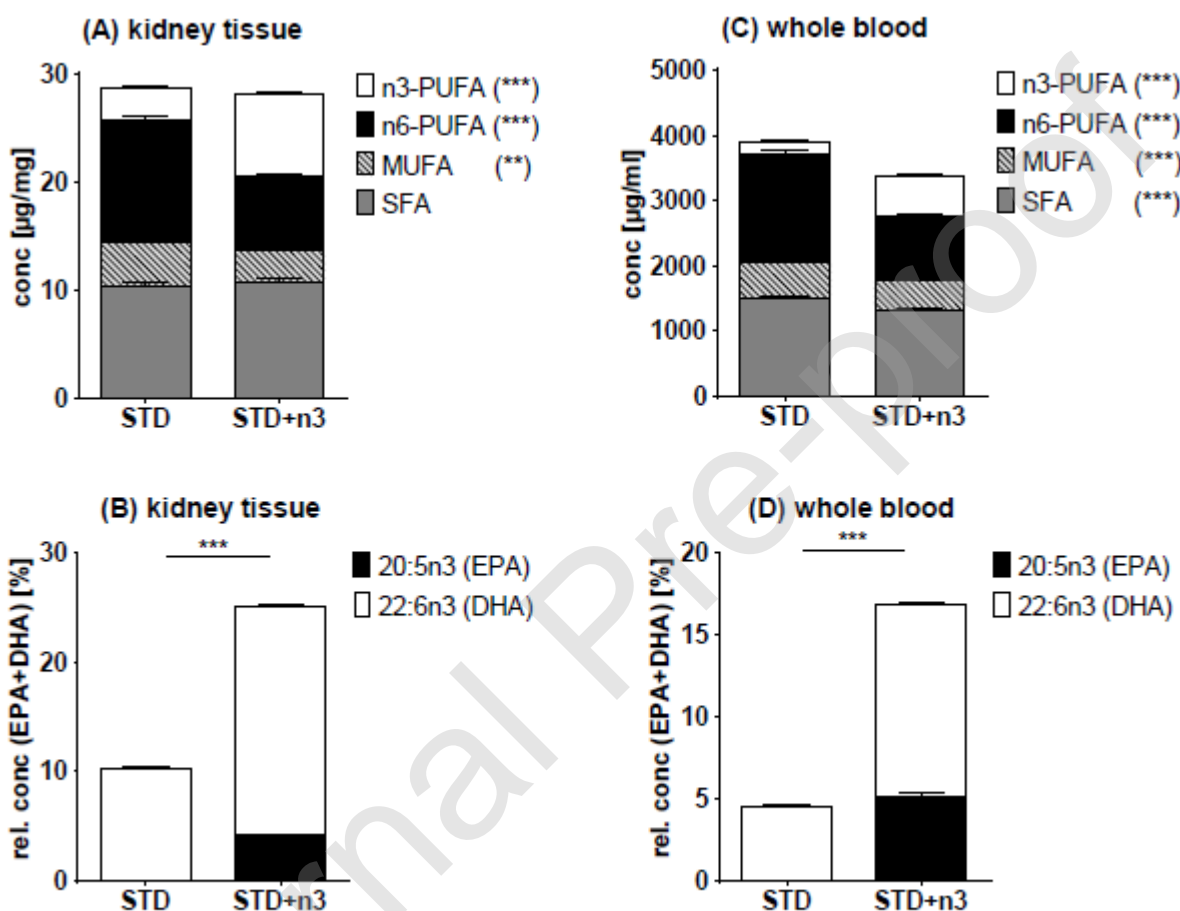 (A) kidney tissue
conc [µg/mg]
30
20
10
0
STD
STD+n3
n3-PUFA (***)
n6-PUFA (***)
MUFA (**)
SFA
(C) whole blood
conc [µg/ml]
5000
4000
3000
2000
1000
0
STD
STD+n3
n3-PUFA (***)
n6-PUFA (***)
MUFA (***)
SFA (***)
(B) kidney tissue
rel. conc (EPA+DHA) [%]
30
20
10
0
***
STD
STD+n3
20:5n3 (EPA)
22:6n3 (DHA)
(D) whole blood
rel. conc (EPA+DHA) [%]
20
15
10
5
0
***
STD
STD+n3
20:5n3 (EPA)
22:6n3 (DHA)
rnal Pre-proof